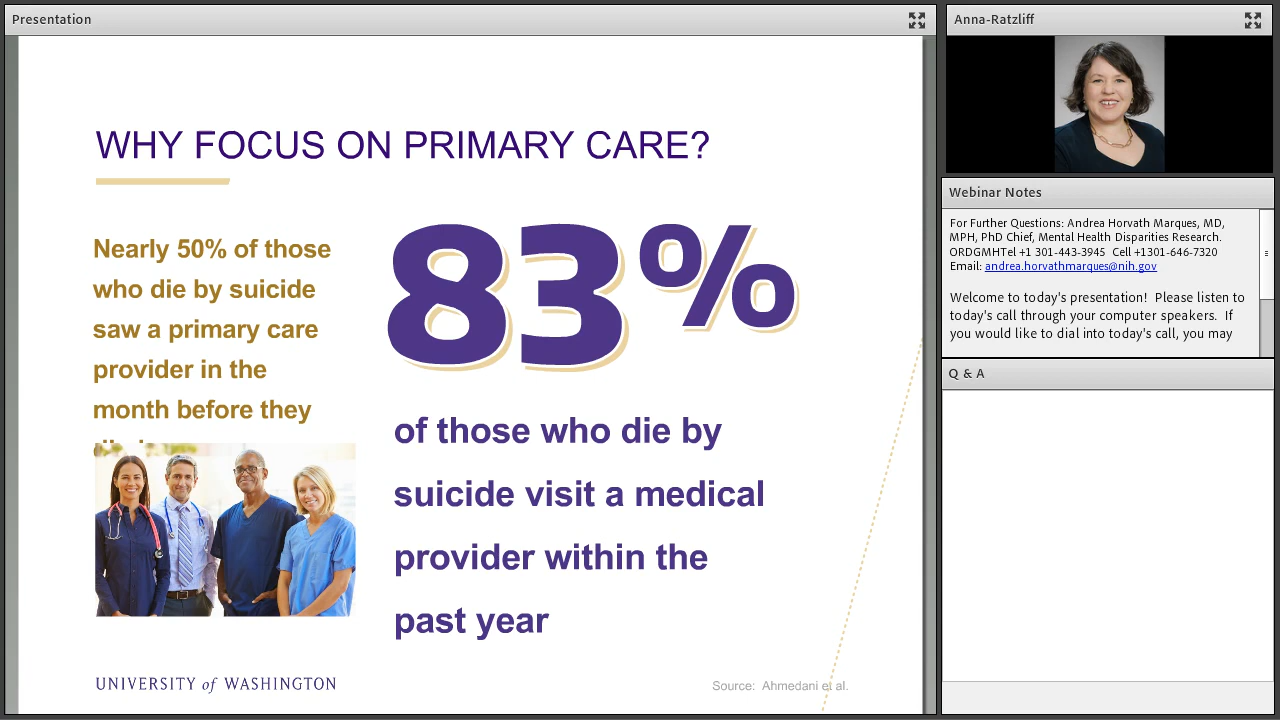 Presentation
WHY FOCUS ON PRIMARY CARE?
Nearly 50% of those
who die by suicide
saw a primary care
provider in the
month before they
83%
of those who die by
suicide visit a medical
provider within the
past year
UNIVERSITY of WASHINGTON
Source: Ahmedani et al.
Anna-Ratzliff
Webinar Notes
For Further Questions: Andrea Horvath Marques, MD,
MPH, PhD Chief, Mental Health Disparities Research.
ORDGMHTel +1 301-443-3945 Cell +1301-646-7320
Email: andrea.horvathmarques@nih.gov
Welcome to today's presentation! Please listen to
today's call through your computer speakers. If
you would like to dial into today's call, you may
Q & A